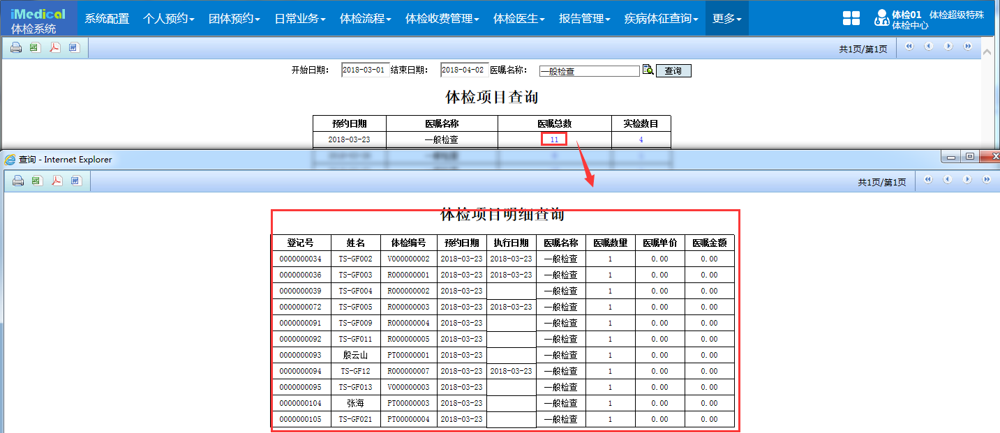 iMedical 体检系统 系统配置 个人预约 团体预约 日常业务 体检流程 体检收费管理 体检医生 报告管理 疾病体征查询 更多 体检01 体检超级特殊 体检中心
共1页/第1页
开始日期: 2018-03-01 结束日期: 2018-04-02 医嘱名称: 一般检查 查询
体检项目查询
预约日期 医嘱名称 医嘱总数 实检数目
2018-03-23 一般检查 11 4
查询 - Internet Explorer
共1页/第1页
体检项目明细查询
登记号 姓名 体检编号 预约日期 执行日期 医嘱名称 医嘱数量 医嘱单价 医嘱金额
0000000034 TS-GF002 V000000002 2018-03-23 2018-03-23 一般检查 1 0.00 0.00
0000000036 TS-GF003 R000000001 2018-03-23 2018-03-23 一般检查 1 0.00 0.00
0000000039 TS-GF004 R000000002 2018-03-23 一般检查 1 0.00 0.00
0000000072 TS-GF005 R000000003 2018-03-23 2018-03-23 一般检查 1 0.00 0.00
0000000091 TS-GF009 R000000004 2018-03-23 一般检查 1 0.00 0.00
0000000092 TS-GF011 R000000005 2018-03-23 一般检查 1 0.00 0.00
0000000093 殷云山 PT00000001 2018-03-23 一般检查 1 0.00 0.00
0000000094 TS-GF12 R000000007 2018-03-23 2018-03-23 一般检查 1 0.00 0.00
0000000095 TS-GF013 V000000003 2018-03-23 一般检查 1 0.00 0.00
0000000104 张海 PT00000003 2018-03-23 一般检查 1 0.00 0.00
0000000105 TS-GF021 PT00000004 2018-03-23 一般检查 1 0.00 0.00